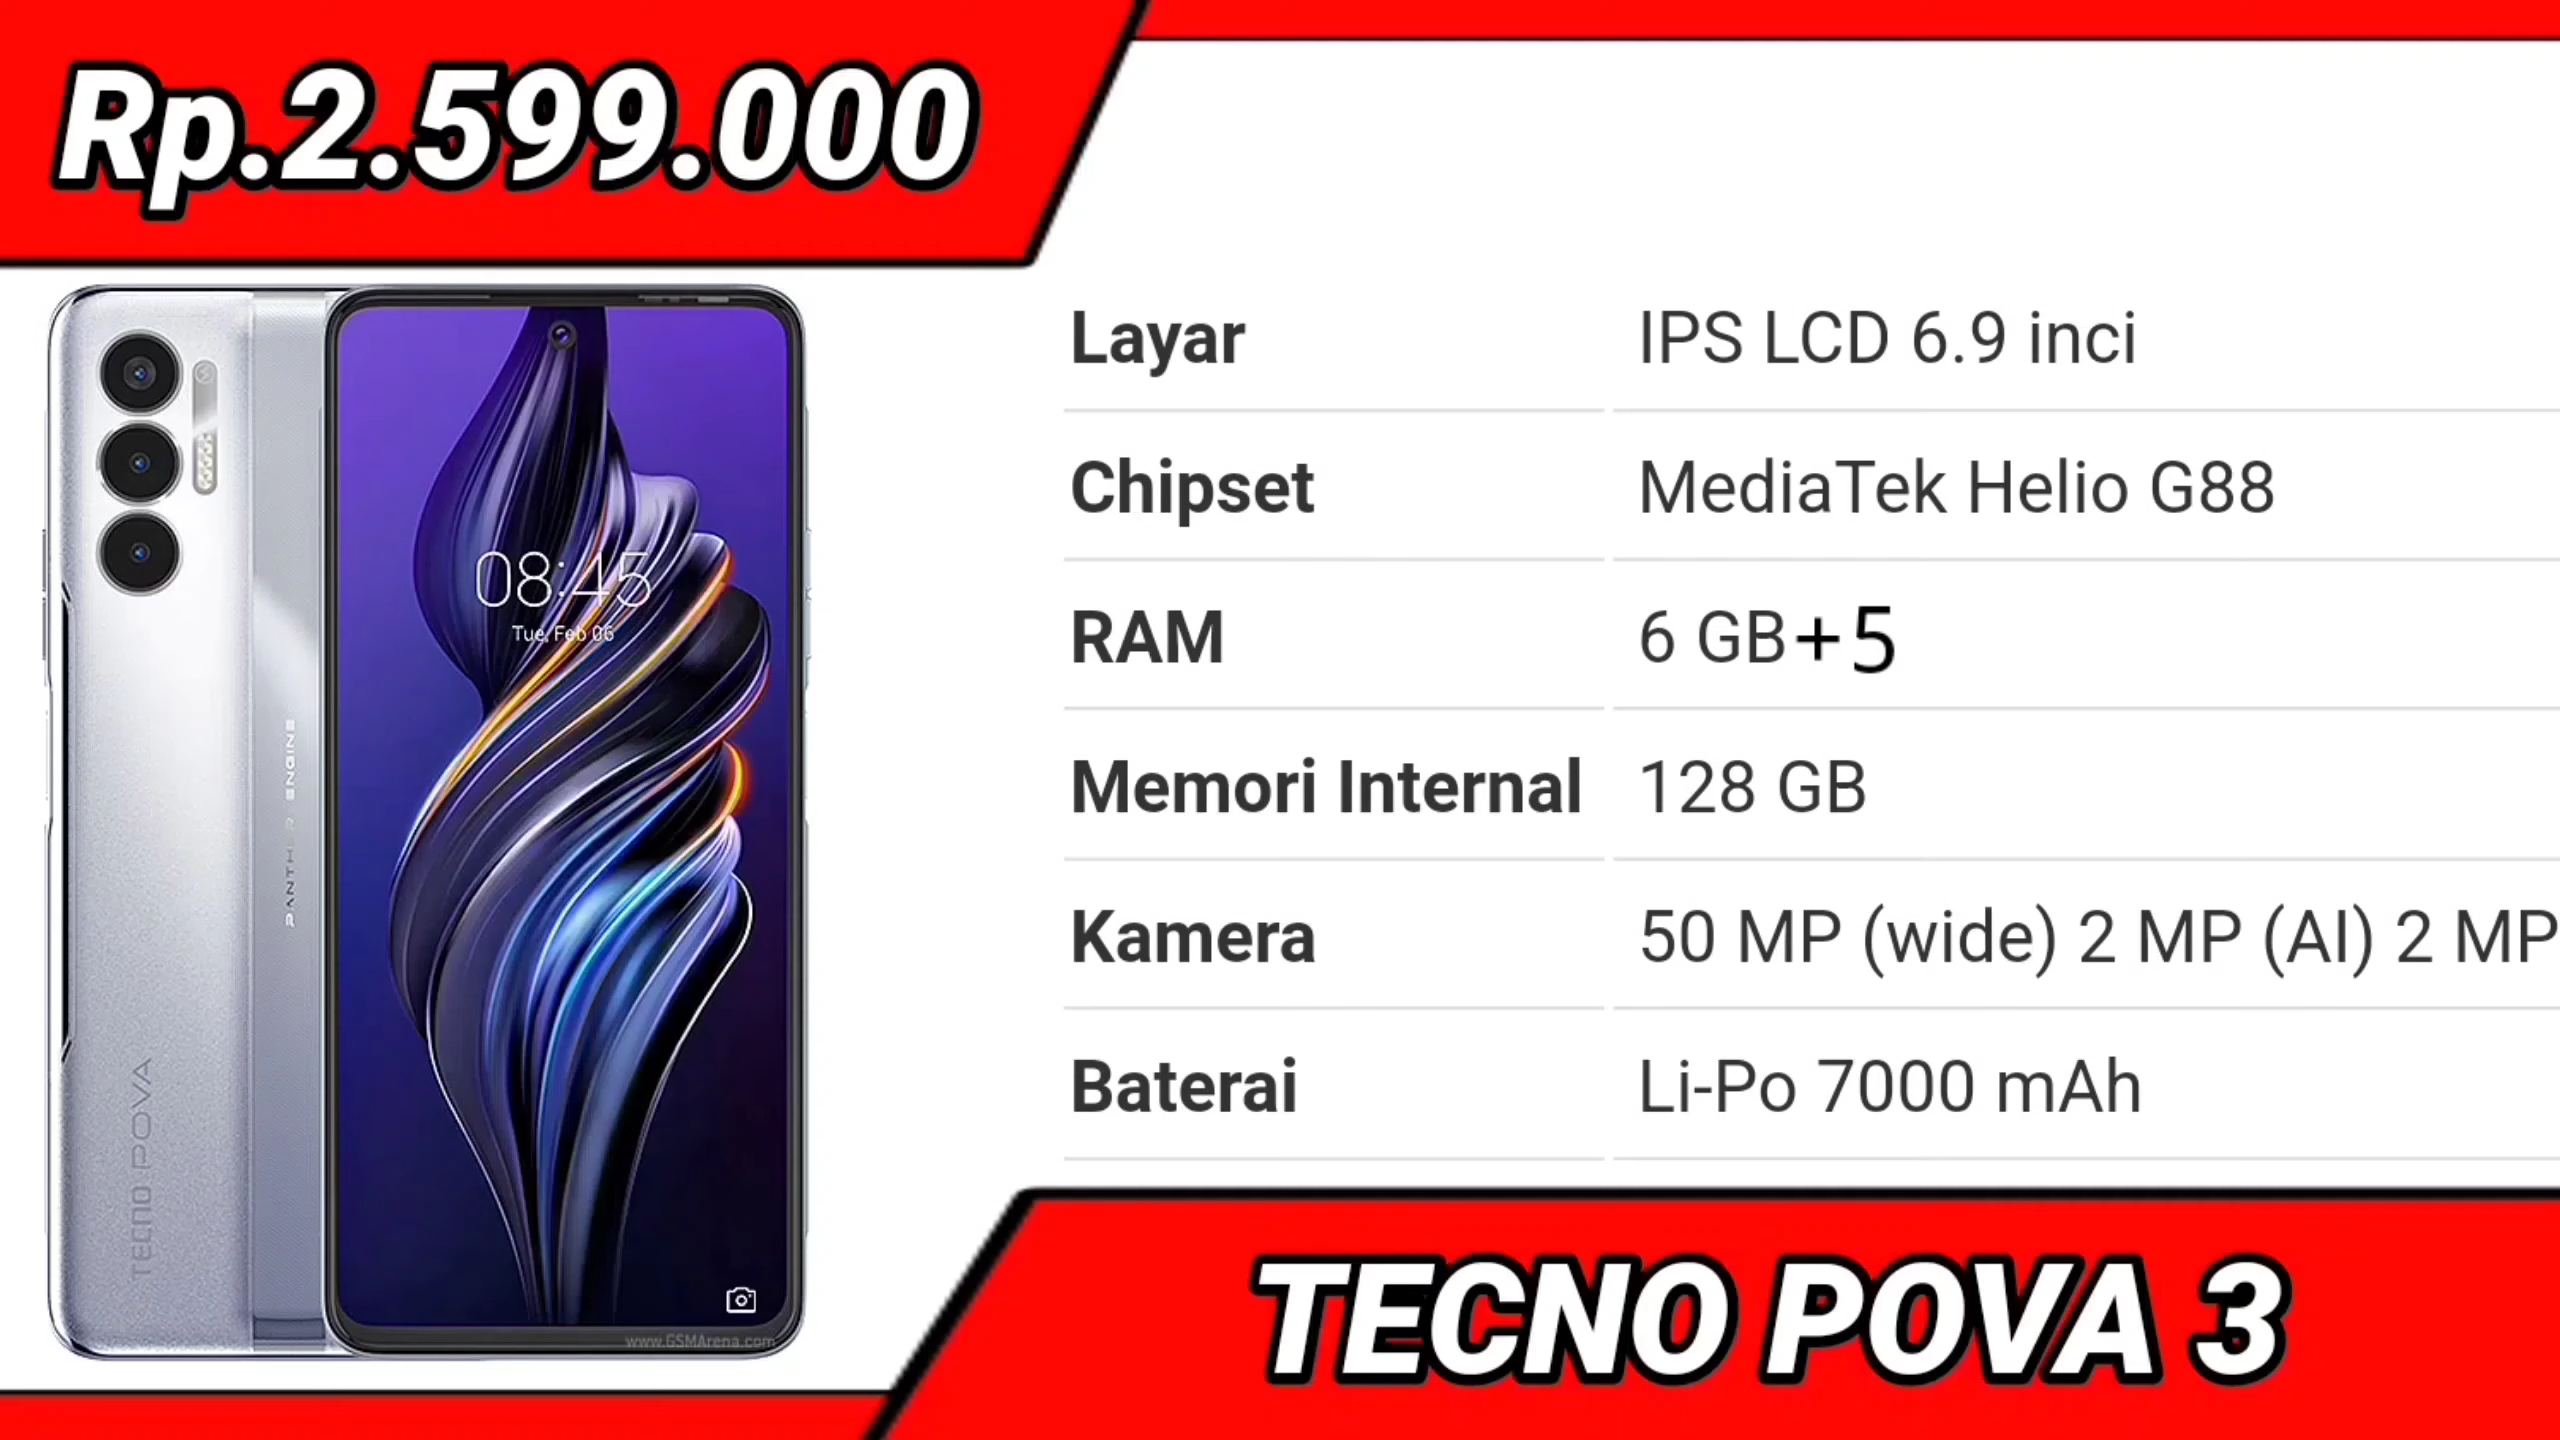 Rp.2.599.000
Layar IPS LCD 6.9 inci
Chipset MediaTek Helio G88
RAM 6 GB+5
Memori Internal 128 GB
Kamera 50 MP (wide) 2 MP (AI) 2 MP
Baterai Li-Po 7000 mAh
08:45
Tue, Feb 06
PANTHER ENGINE
TECNO POVA
www.GSMArena.com
TECNO POVA 3